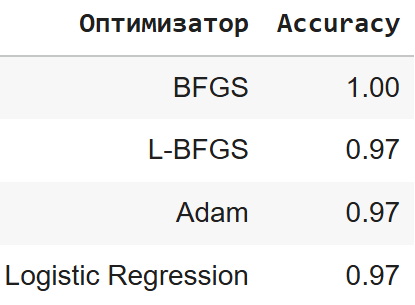 Оптимизатор Accuracy
BFGS 1.00
L-BFGS 0.97
Adam 0.97
Logistic Regression 0.97